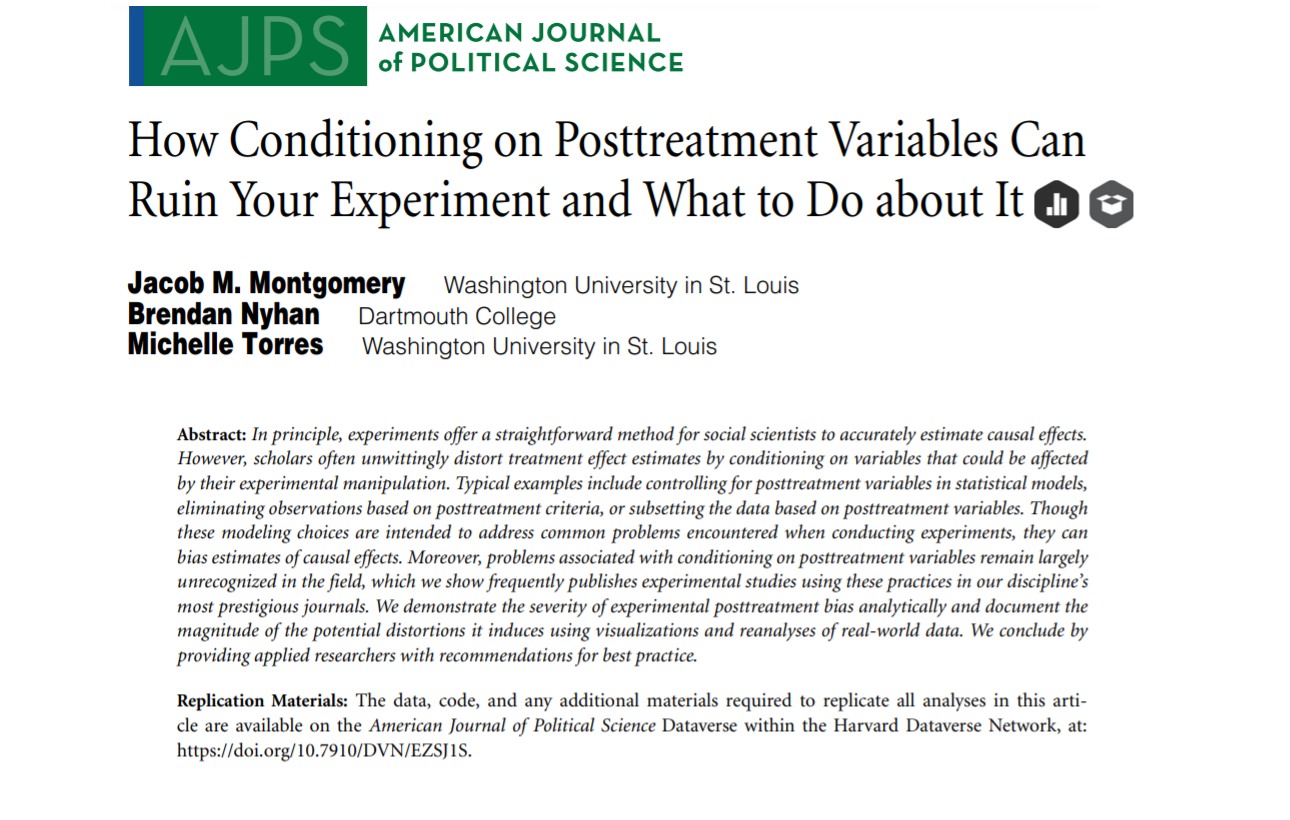 AJPS
AMERICAN JOURNAL
of POLITICAL SCIENCE
How Conditioning on Posttreatment Variables Can
Ruin Your Experiment and What to Do about It
Jacob M. Montgomery Washington University in St. Louis
Brendan Nyhan Dartmouth College
Michelle Torres Washington University in St. Louis
Abstract: In principle, experiments offer a straightforward method for social scientists to accurately estimate causal effects.
However, scholars often unwittingly distort treatment effect estimates by conditioning on variables that could be affected
by their experimental manipulation. Typical examples include controlling for posttreatment variables in statistical models,
eliminating observations based on posttreatment criteria, or subsetting the data based on posttreatment variables. Though
these modeling choices are intended to address common problems encountered when conducting experiments, they can
bias estimates of causal effects. Moreover, problems associated with conditioning on posttreatment variables remain largely
unrecognized in the field, which we show frequently publishes experimental studies using these practices in our discipline's
most prestigious journals. We demonstrate the severity of experimental posttreatment bias analytically and document the
magnitude of the potential distortions it induces using visualizations and reanalyses of real-world data. We conclude by
providing applied researchers with recommendations for best practice.
Replication Materials: The data, code, and any additional materials required to replicate all analyses in this arti-
cle are available on the American Journal of Political Science Dataverse within the Harvard Dataverse Network, at:
https://doi.org/10.7910/DVN/EZSJ1S.